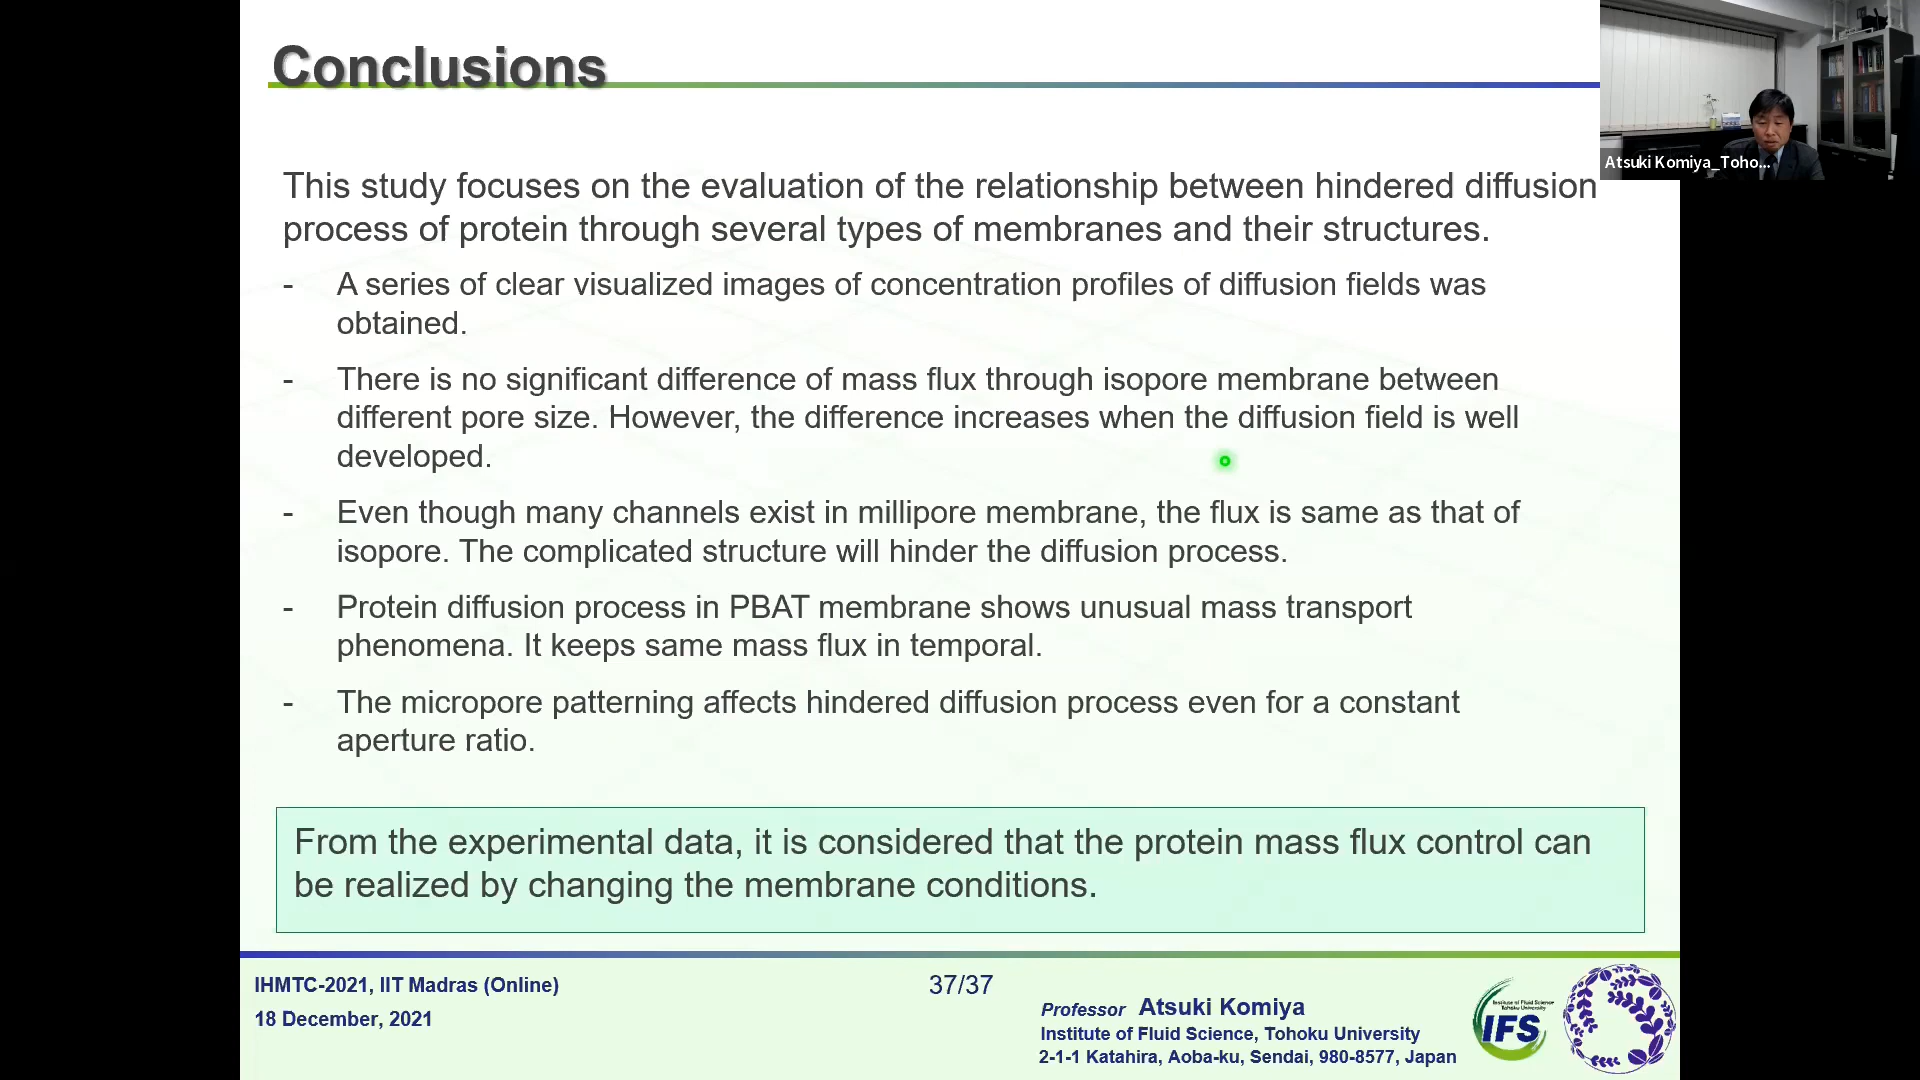 Conclusions
Atsuki Komiya_Toho...
This study focuses on the evaluation of the relationship between hindered diffusion
process of protein through several types of membranes and their structures.
- A series of clear visualized images of concentration profiles of diffusion fields was
obtained.
- There is no significant difference of mass flux through isopore membrane between
different pore size. However, the difference increases when the diffusion field is well
developed.
- Even though many channels exist in millipore membrane, the flux is same as that of
isopore. The complicated structure will hinder the diffusion process.
- Protein diffusion process in PBAT membrane shows unusual mass transport
phenomena. It keeps same mass flux in temporal.
- The micropore patterning affects hindered diffusion process even for a constant
aperture ratio.
From the experimental data, it is considered that the protein mass flux control can
be realized by changing the membrane conditions.
IHMTC-2021, IIT Madras (Online)
18 December, 2021
37/37
Professor Atsuki Komiya
Institute of Fluid Science, Tohoku University
2-1-1 Katahira, Aoba-ku, Sendai, 980-8577, Japan
Institute of Fluid Science
Tohoku University
IFS